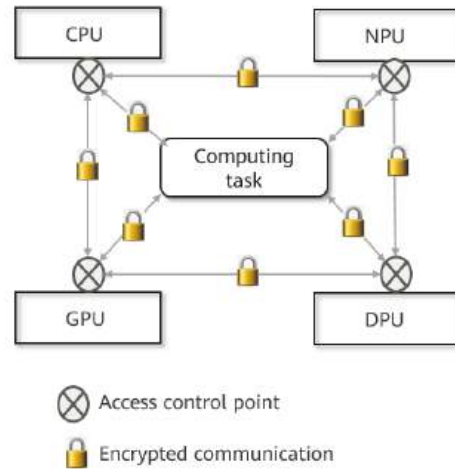 CPU
NPU
Computing
task
GPU
DPU
Access control point
Encrypted communication